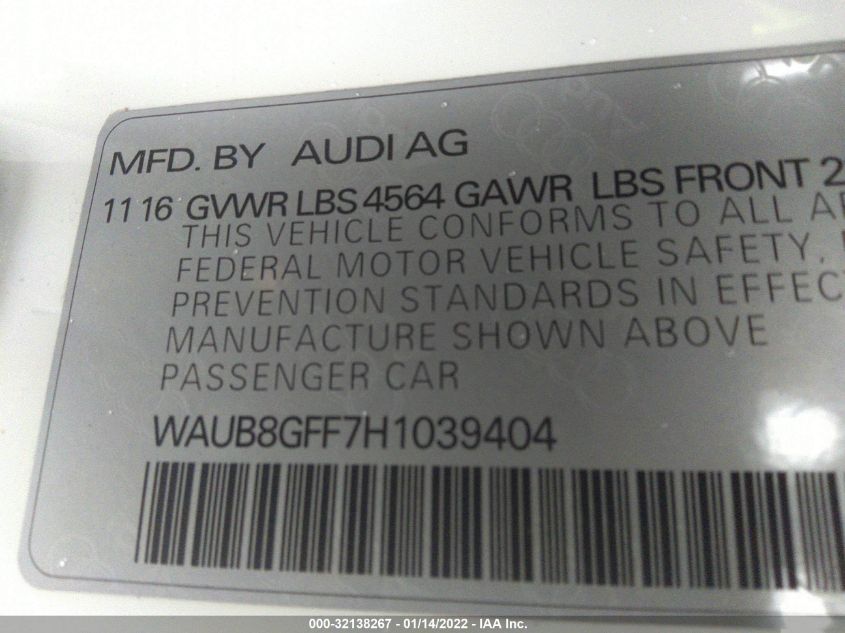 MFD. BY AUDI AG
11 16 GVWR LBS 4564 GAWR LBS FRONT 2
THIS VEHICLE CONFORMS TO ALL
FEDERAL MOTOR VEHICLE SAFETY,
PREVENTION STANDARDS IN
MANUFACTURE SHOWN ABOVE
PASSENGER CAR
WAUB8GFF7H1039404
000-32138267 - 01/14/2022 - IAA Inc.